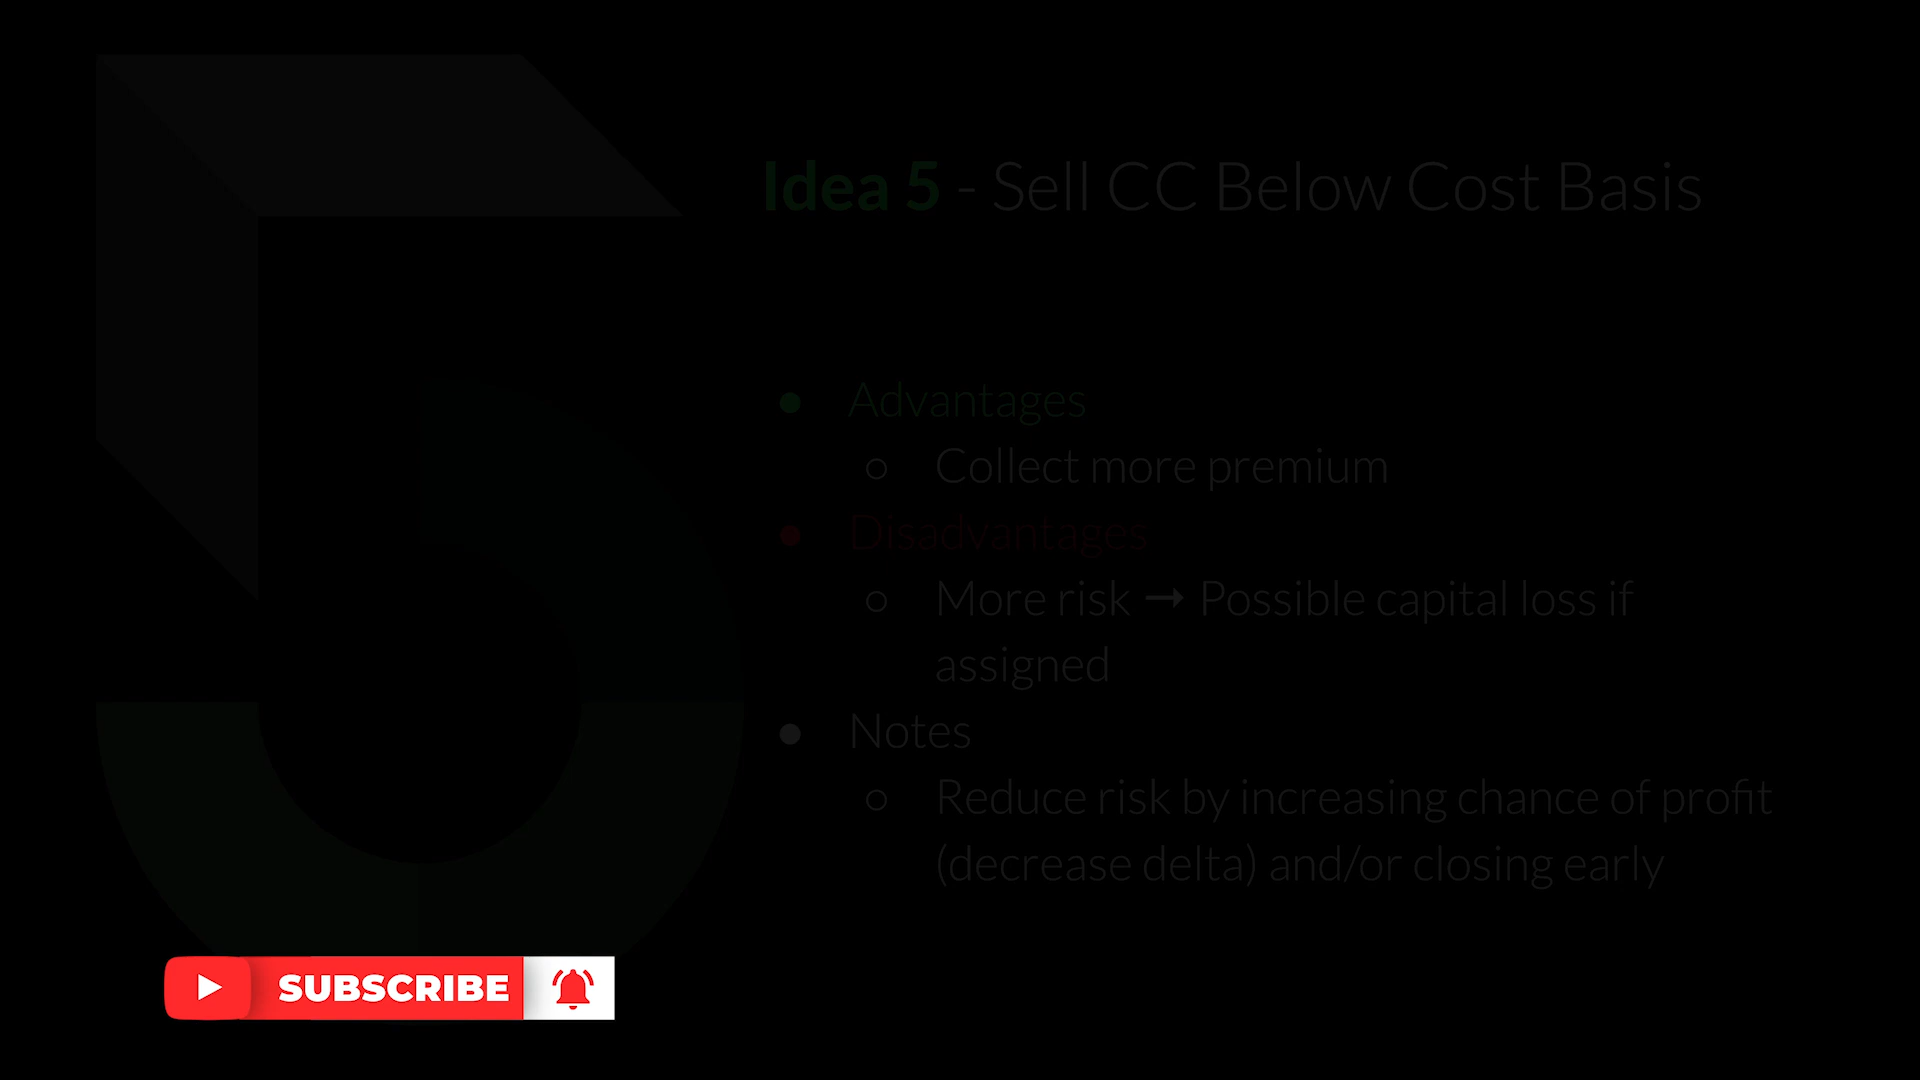 Idea 5 - Sell CC Below Cost Basis
● Advantages
○ Collect more premium
● Disadvantages
○ More risk → Possible capital loss if
assigned
● Notes
○ Reduce risk by increasing chance of profit
(decrease delta) and/or closing early
SUBSCRIBE